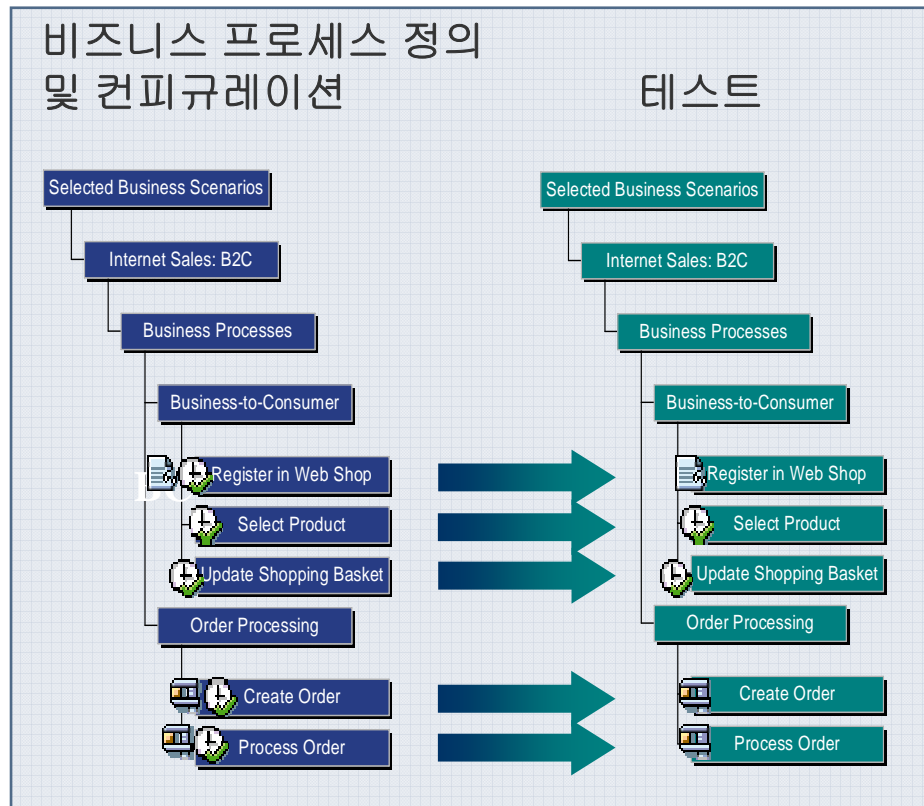 비즈니스 프로세스 정의
및 컨피규레이션
테스트
Selected Business Scenarios
Internet Sales: B2C
Business Processes
Business-to-Consumer
Register in Web Shop
Select Product
Update Shopping Basket
Order Processing
Create Order
Process Order
Selected Business Scenarios
Internet Sales: B2C
Business Processes
Business-to-Consumer
Register in Web Shop
Select Product
Update Shopping Basket
Order Processing
Create Order
Process Order